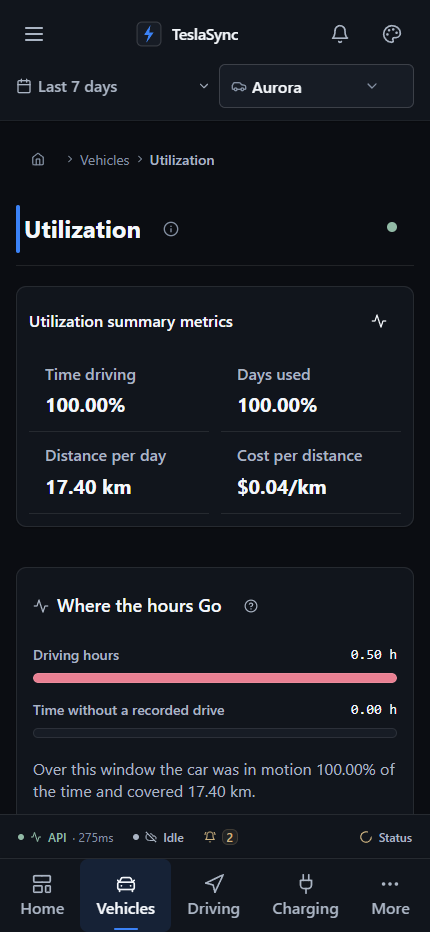 TeslaSync
Last 7 days
Aurora
Vehicles
Utilization
Utilization
Utilization summary metrics
Time driving
Days used
100.00%
100.00%
Distance per day
Cost per distance
17.40 km
$0.04/km
Where the hours Go
Driving hours
0.50 h
Time without a recorded drive
0.00 h
Over this window the car was in motion 100.00% of
the time and covered 17.40 km.
API · 275ms
Idle
2
Status
Home
Vehicles
Driving
Charging
More